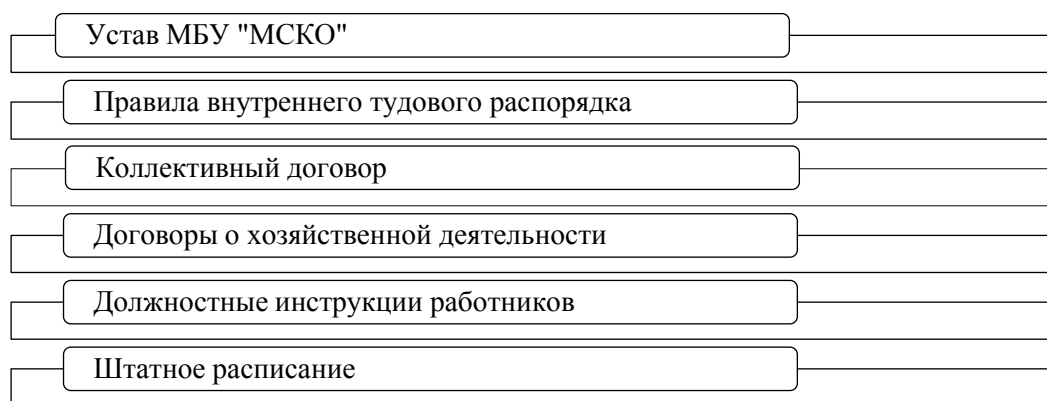 Устав МБУ "МСКО"
Правила внутреннего тудового распорядка
Коллективный договор
Договоры о хозяйственной деятельности
Должностные инструкции работников
Штатное расписание